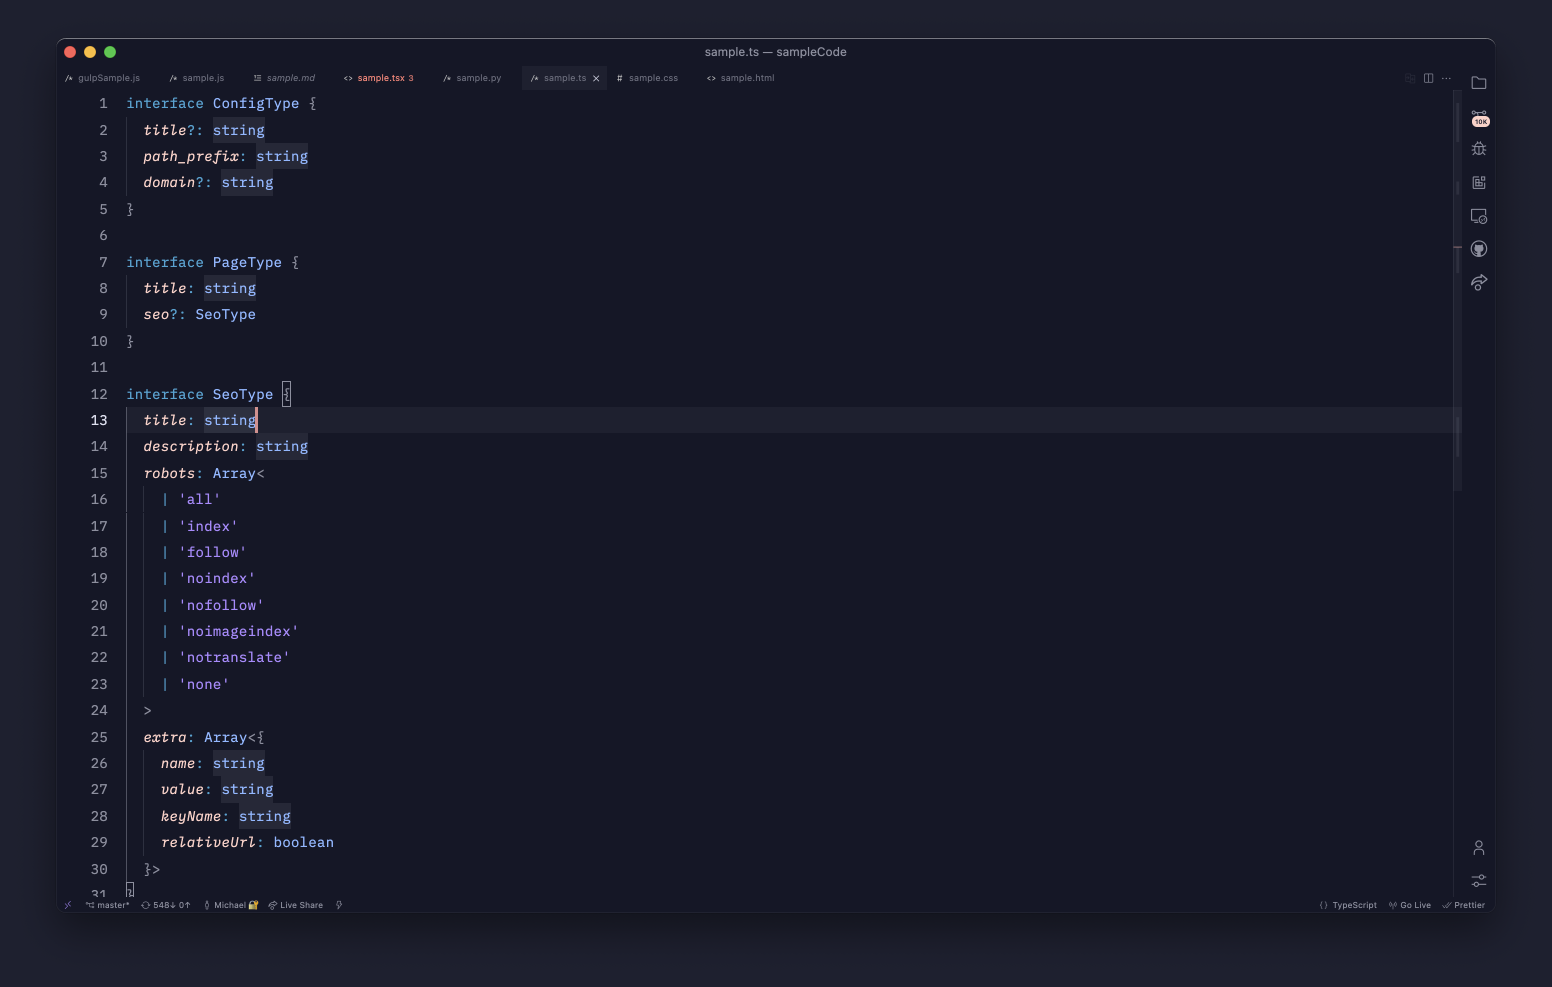 sample.ts — sampleCode
gulpSample.js sample.js sample.md <> sample.tsx 3 sample.py sample.ts × # sample.css <> sample.html ...
10K
1 interface ConfigType {
2 title?: string
3 path_prefix: string
4 domain?: string
5 }
6
7 interface PageType {
8 title: string
9 seo?: SeoType
10 }
11
12 interface SeoType {
13 title: string
14 description: string
15 robots: Array<
16 | 'all'
17 | 'index'
18 | 'follow'
19 | 'noindex'
20 | 'nofollow'
21 | 'noimageindex'
22 | 'notranslate'
23 | 'none'
24 >
25 extra: Array<{
26 name: string
27 value: string
28 keyName: string
29 relativeUrl: boolean
30 }>
31 }
master* 548↓ 0↑ Michael 🔐 Live Share {} TypeScript Go Live Prettier